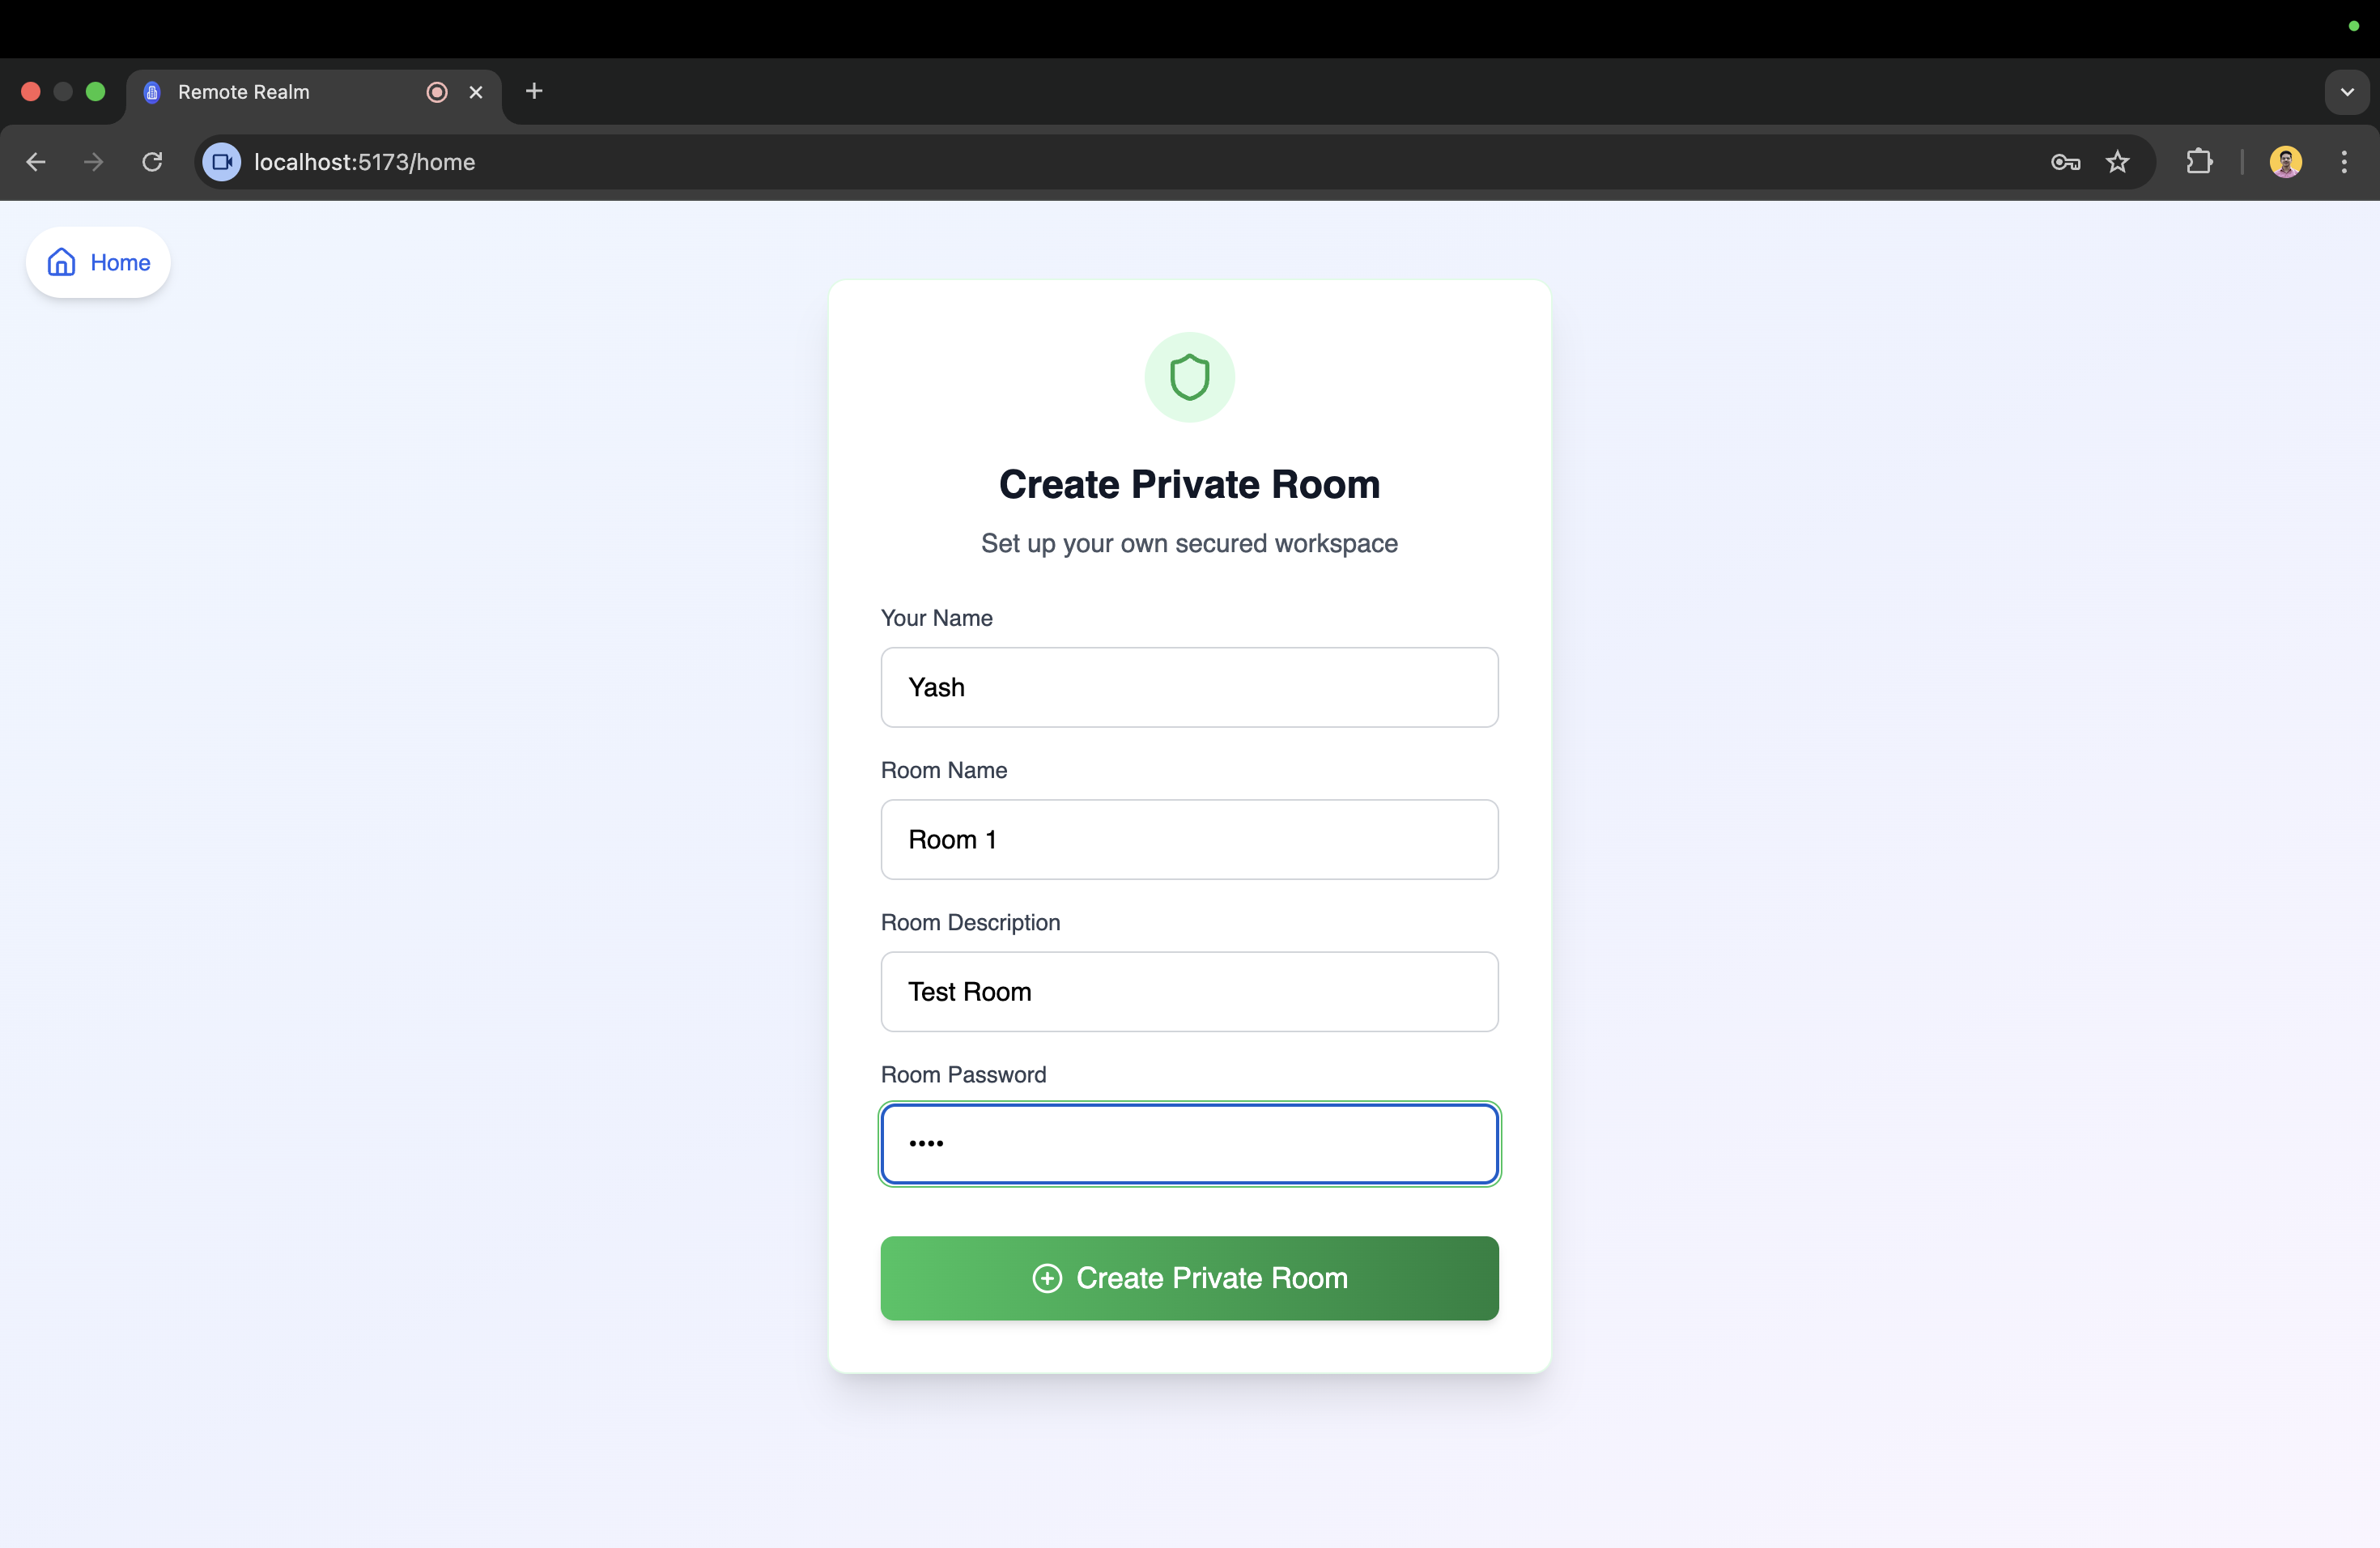 Remote Realm
localhost:5173/home
Home
Create Private Room
Set up your own secured workspace
Your Name
Yash
Room Name
Room 1
Room Description
Test Room
Room Password
••••
Create Private Room